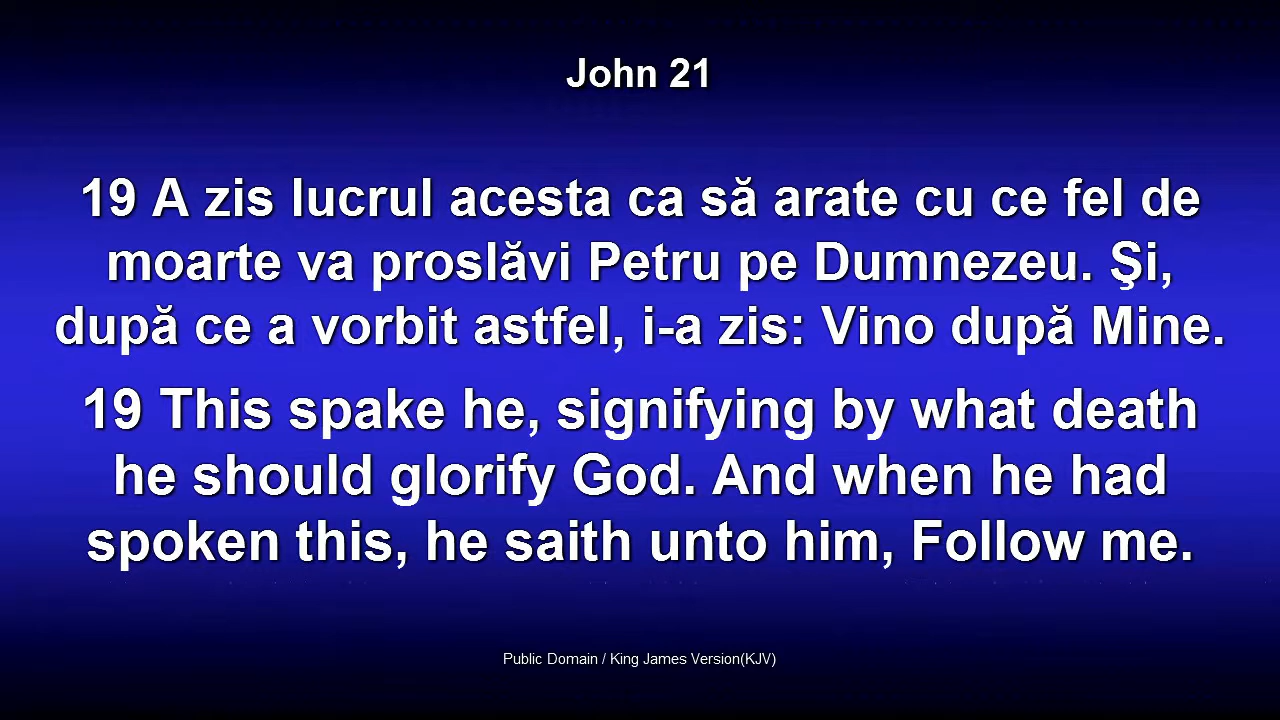 John 21
19 A zis lucrul acesta ca să arate cu ce fel de
moarte va proslăvi Petru pe Dumnezeu. Şi,
după ce a vorbit astfel, i-a zis: Vino după Mine.
19 This spake he, signifying by what death
he should glorify God. And when he had
spoken this, he saith unto him, Follow me.
Public Domain / King James Version(KJV)